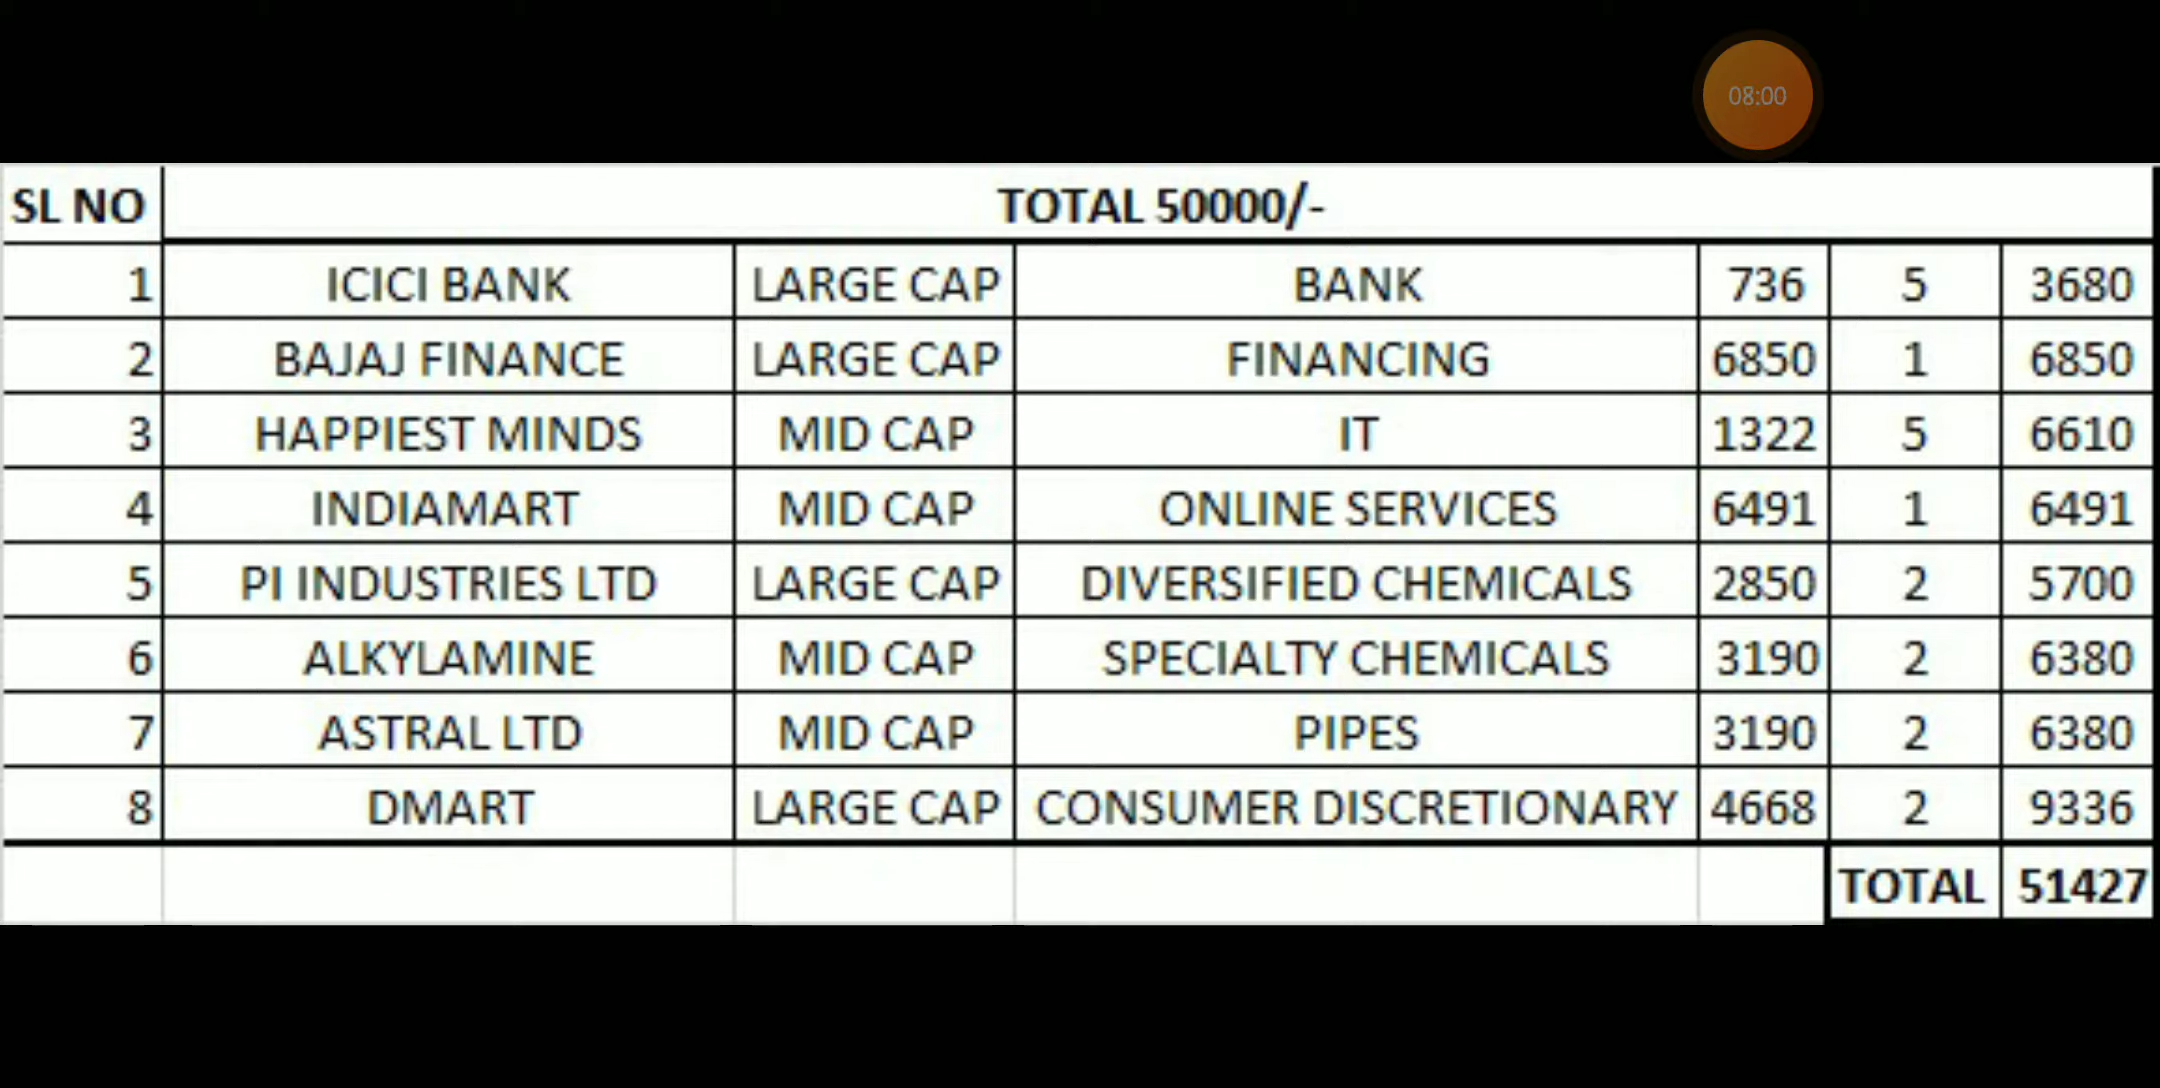 08:00
SL NO TOTAL 50000/-
1 ICICI BANK LARGE CAP BANK 736 5 3680
2 BAJAJ FINANCE LARGE CAP FINANCING 6850 1 6850
3 HAPPIEST MINDS MID CAP IT 1322 5 6610
4 INDIAMART MID CAP ONLINE SERVICES 6491 1 6491
5 PI INDUSTRIES LTD LARGE CAP DIVERSIFIED CHEMICALS 2850 2 5700
6 ALKYLAMINE MID CAP SPECIALTY CHEMICALS 3190 2 6380
7 ASTRAL LTD MID CAP PIPES 3190 2 6380
8 DMART LARGE CAP CONSUMER DISCRETIONARY 4668 2 9336
TOTAL 51427